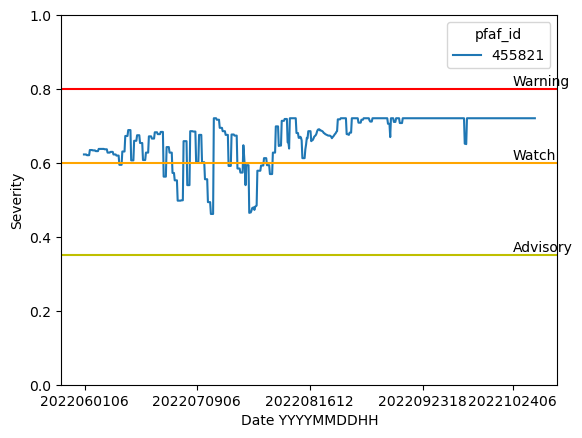 1.0
pfaf_id
455821
0.8
Warning
0.6
Watch
Severity
0.4
Advisory
0.2
0.0
2022060106 2022070906 2022081612 2022092318 2022102406
Date YYYYMMDDHH